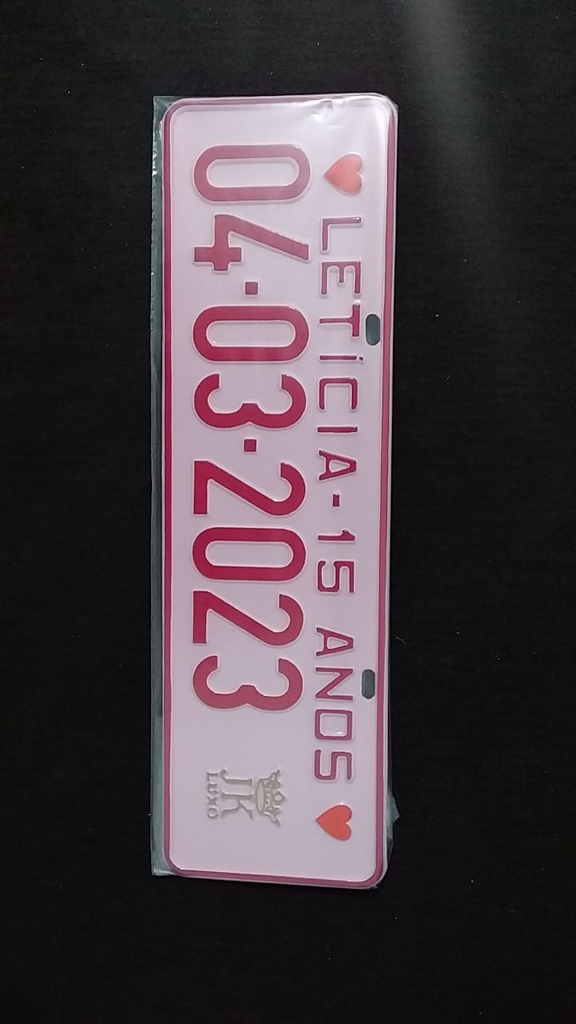 LETÍCIA - 15 ANOS
04·03·2023
JK
LUXO